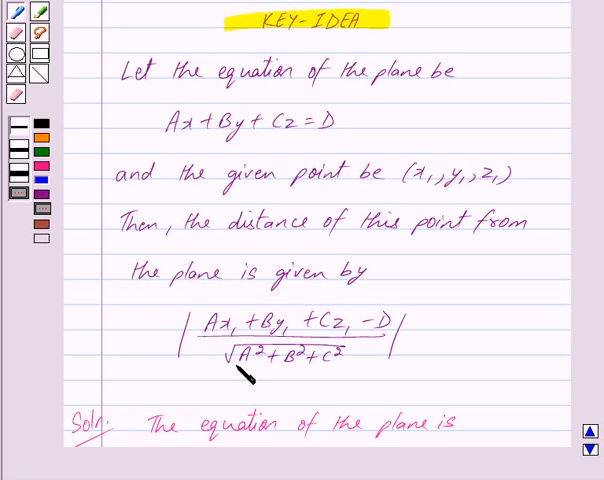 KEY-IDEA
Let the equation of the plane be
Ax + By + Cz = D
and the given point be (x₁, y₁, z₁)
Then, the distance of this point from
the plane is given by
| Ax₁ + By₁ + Cz₁ - D |
√A² + B² + C²
Soln: The equation of the plane is